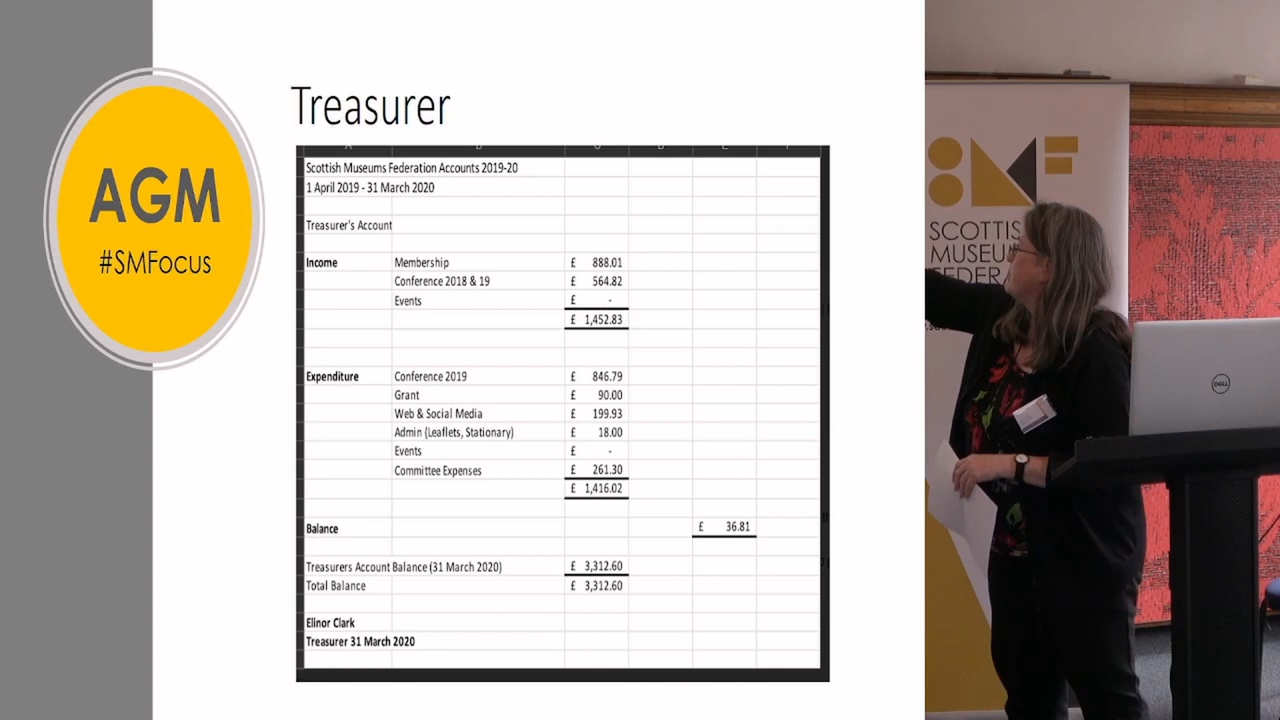 Treasurer
AGM
#SMFocus
Scottish Museums Federation Accounts 2019-20
1 April 2019 - 31 March 2020
Treasurer's Account
Income Membership £ 888.01
Conference 2018 & 19 £ 564.82
Events £ -
£ 1,452.83
Expenditure Conference 2019 £ 846.79
Grant £ 90.00
Web & Social Media £ 199.93
Admin (Leaflets, Stationary) £ 18.00
Events £ -
Committee Expenses £ 261.30
£ 1,416.02
Balance £ 36.81
Treasurers Account Balance (31 March 2020) £ 3,312.60
Total Balance £ 3,312.60
Elinor Clark
Treasurer 31 March 2020
SMF
SCOTTIS
MUSEU
FEDER
DELL